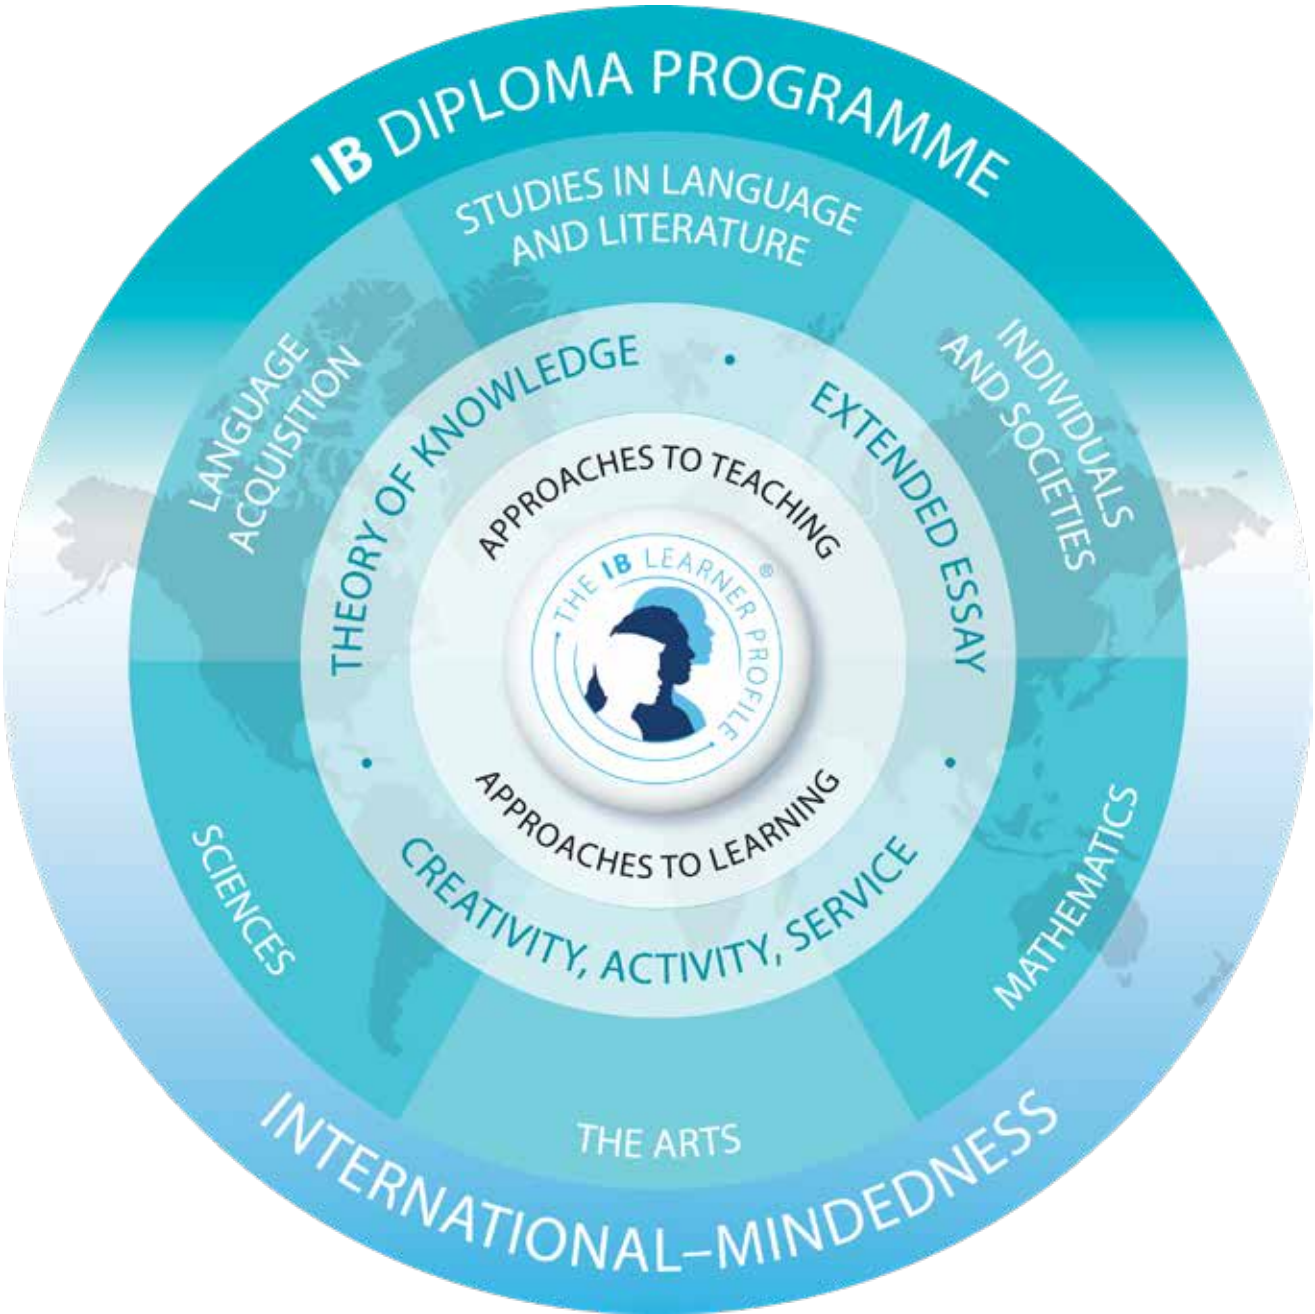 IB DIPLOMA PROGRAMME
STUDIES IN LANGUAGE
AND LITERATURE
LANGUAGE
ACQUISITION
INDIVIDUALS
AND SOCIETIES
THEORY OF KNOWLEDGE
•
EXTENDED ESSAY
APPROACHES TO TEACHING
THE IB LEARNER PROFILE
®
APPROACHES TO LEARNING
•
CREATIVITY, ACTIVITY, SERVICE
•
SCIENCES
MATHEMATICS
THE ARTS
INTERNATIONAL–MINDEDNESS